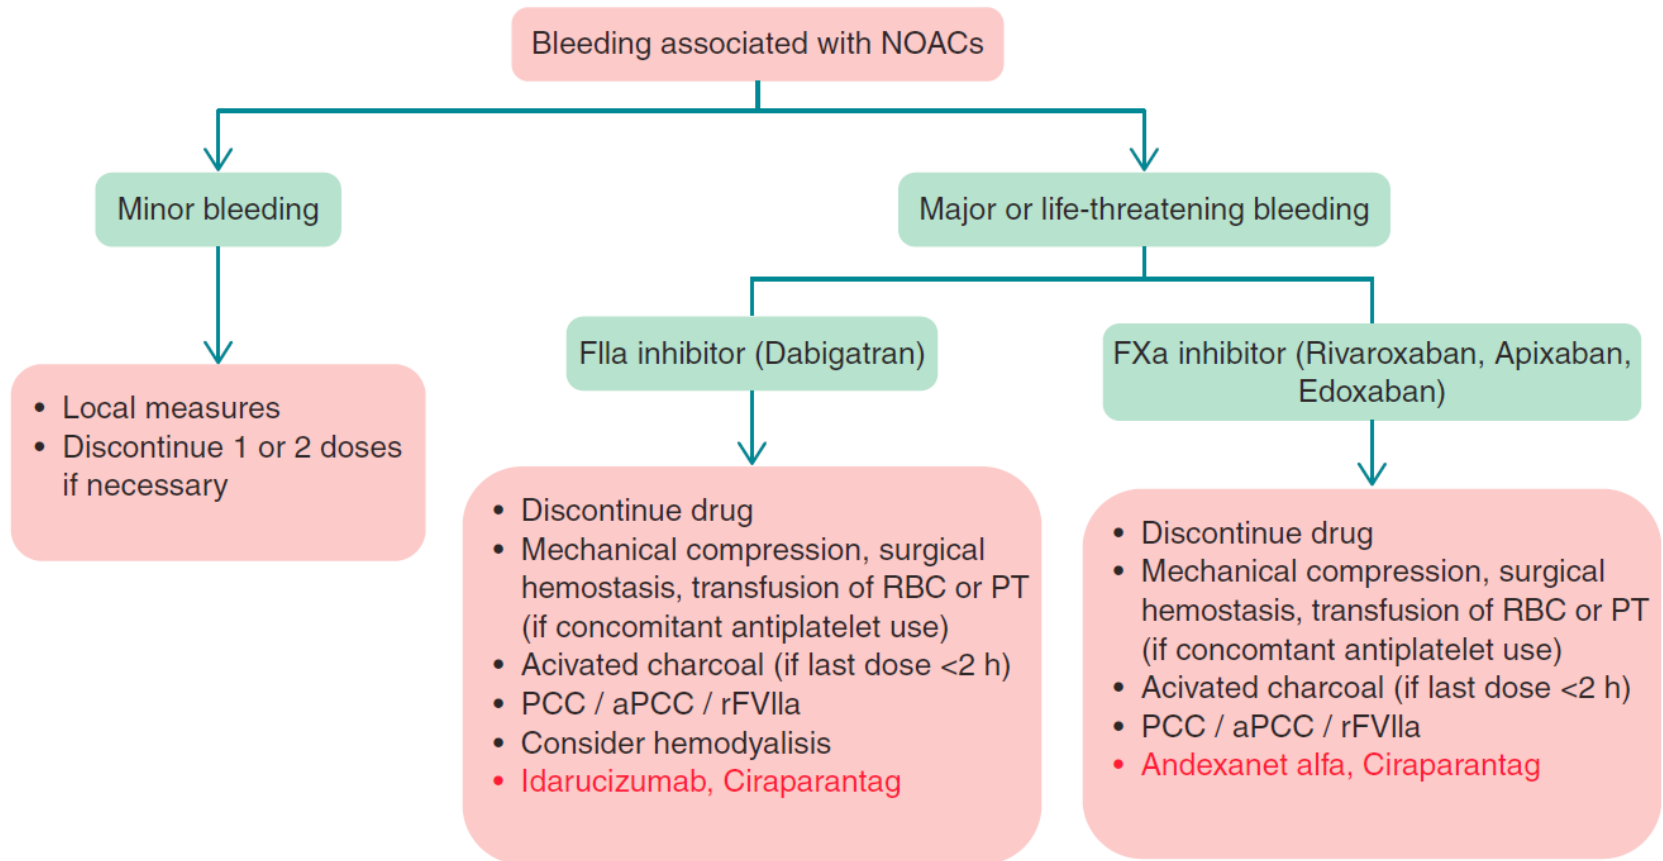 Bleeding associated with NOACs
Minor bleeding
Major or life-threatening bleeding
FIIa inhibitor (Dabigatran)
FXa inhibitor (Rivaroxaban, Apixaban,
Edoxaban)
• Local measures
• Discontinue 1 or 2 doses
if necessary
• Discontinue drug
• Mechanical compression, surgical
hemostasis, transfusion of RBC or PT
(if concomitant antiplatelet use)
• Acivated charcoal (if last dose <2 h)
• PCC / aPCC / rFVIIa
• Consider hemodyalisis
• Idarucizumab, Ciraparantag
• Discontinue drug
• Mechanical compression, surgical
hemostasis, transfusion of RBC or PT
(if concomtant antiplatelet use)
• Acivated charcoal (if last dose <2 h)
• PCC / aPCC / rFVIIa
• Andexanet alfa, Ciraparantag